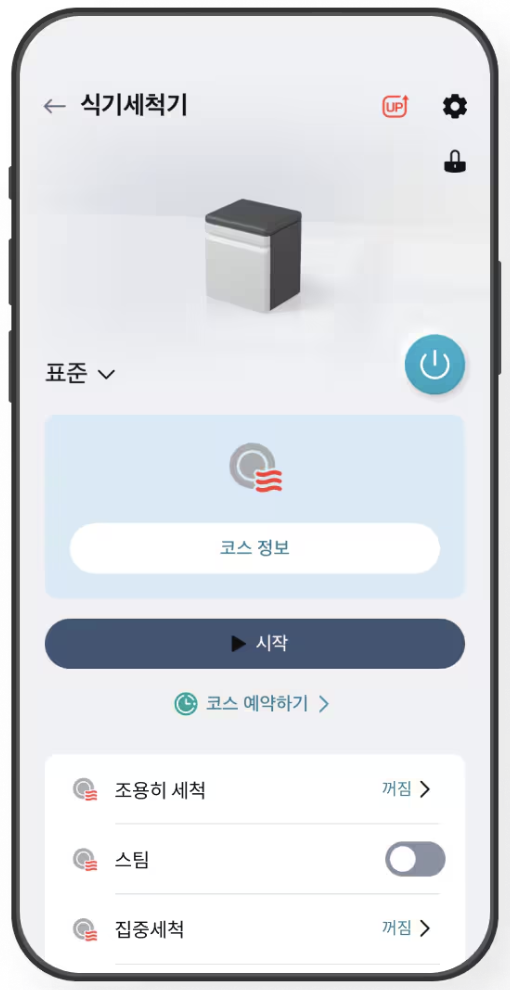 식기세척기
UP
표준
코스 정보
시작
코스 예약하기
조용히 세척 꺼짐
스팀
집중세척 꺼짐